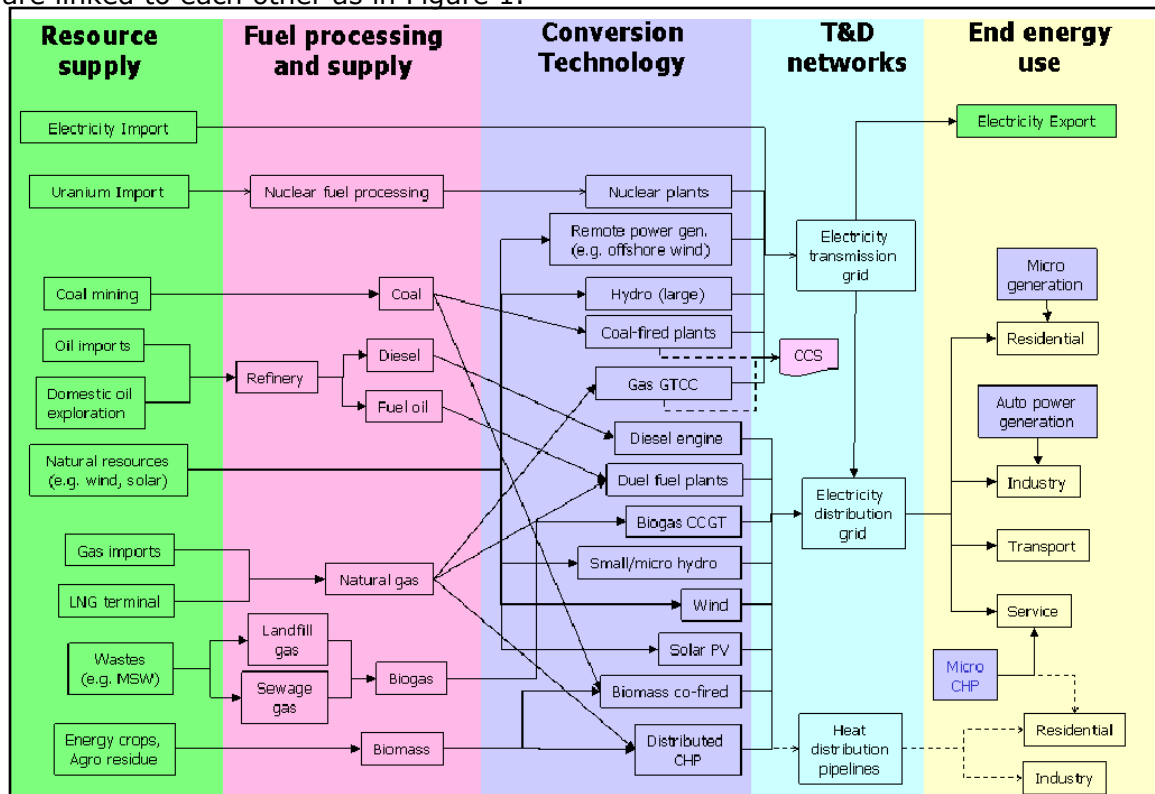 are linked to each other as in Figure 1.
Resource
supply
Fuel processing
and supply
Conversion
Technology
T&D
networks
End energy
use
Electricity Import
Electricity Export
Uranium Import
Nuclear fuel processing
Nuclear plants
Remote power gen.
(e.g. offshore wind)
Electricity
transmission
grid
Micro
generation
Coal mining
Coal
Hydro (large)
Coal-fired plants
Residential
Oil imports
Diesel
CCS
Refinery
Gas GTCC
Domestic oil
exploration
Fuel oil
Auto power
generation
Diesel engine
Natural resources
(e.g. wind, solar)
Duel fuel plants
Industry
Electricity
distribution
grid
Biogas CCGT
Gas imports
Natural gas
Small/micro hydro
Transport
LNG terminal
Wind
Service
Landfill
gas
Wastes
(e.g. MSW)
Solar PV
Biogas
Sewage
gas
Biomass co-fired
Micro
CHP
Energy crops,
Agro residue
Biomass
Distributed
CHP
Heat
distribution
pipelines
Residential
Industry